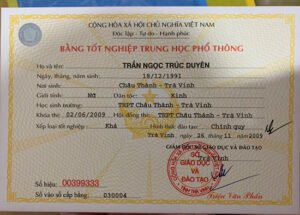 CỘNG HÒA XÃ HỘI CHỦ NGHĨA VIỆT NAM
Độc lập - Tự do - Hạnh phúc
BẰNG TỐT NGHIỆP TRUNG HỌC PHỔ THÔNG
Họ và tên: TRẦN NGỌC TRÚC DUYÊN
Ngày, tháng, năm sinh: 18/12/1991
Nơi sinh: Châu Thành - Trà Vinh
Giới tính: Nữ Dân tộc: Kinh
Học sinh trường: THPT Châu Thành - Trà Vinh
Khóa thi: 02/06/2009 Hội đồng thi: THPT Châu Thành - Trà Vinh
Xếp loại tốt nghiệp: Khá Hình thức đào tạo: Chính quy
Trà Vinh, ngày 26 tháng 11 năm 2009
GIÁM ĐỐC SỞ GIÁO DỤC VÀ ĐÀO TẠO
Trà Vinh
SỞ
GIÁO DỤC
VÀ
ĐÀO TẠO
Số hiệu: 00399333
Số vào sổ cấp bằng: 030004